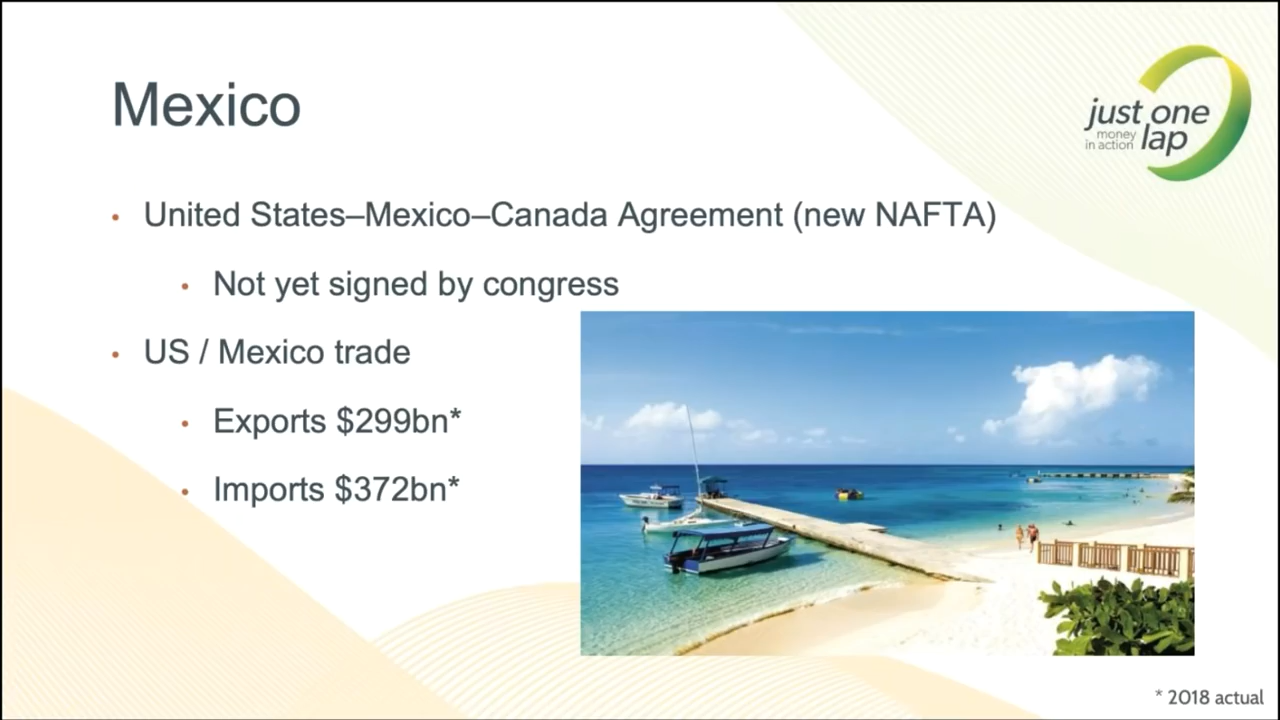 Mexico
just one
money
in action lap
United States–Mexico–Canada Agreement (new NAFTA)
Not yet signed by congress
US / Mexico trade
Exports $299bn*
Imports $372bn*
* 2018 actual